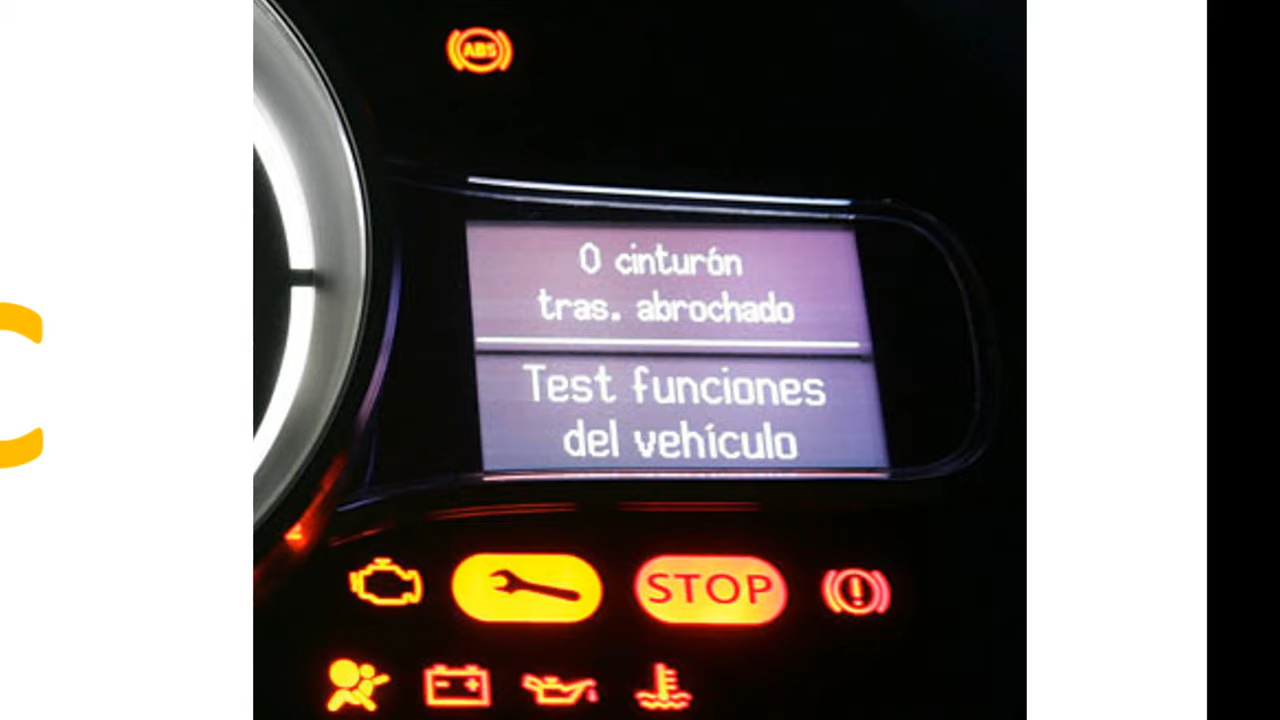 C
ABS
0 cinturón
tras. abrochado
Test funciones
del vehículo
STOP